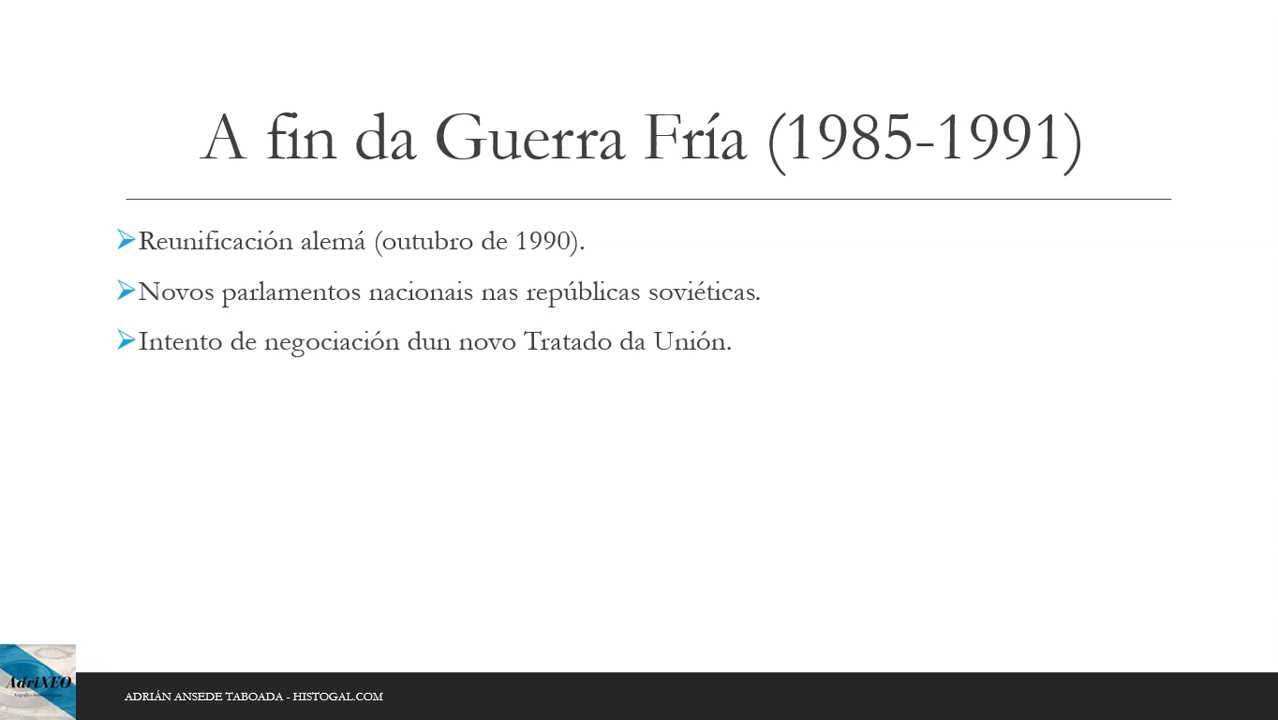 A fin da Guerra Fría (1985-1991)
Reunificación alemá (outubro de 1990).
Novos parlamentos nacionais nas repúblicas soviéticas.
Intento de negociación dun novo Tratado da Unión.
AdriXEO
ADRIÁN ANSEDE TABOADA - HISTOGAL.COM